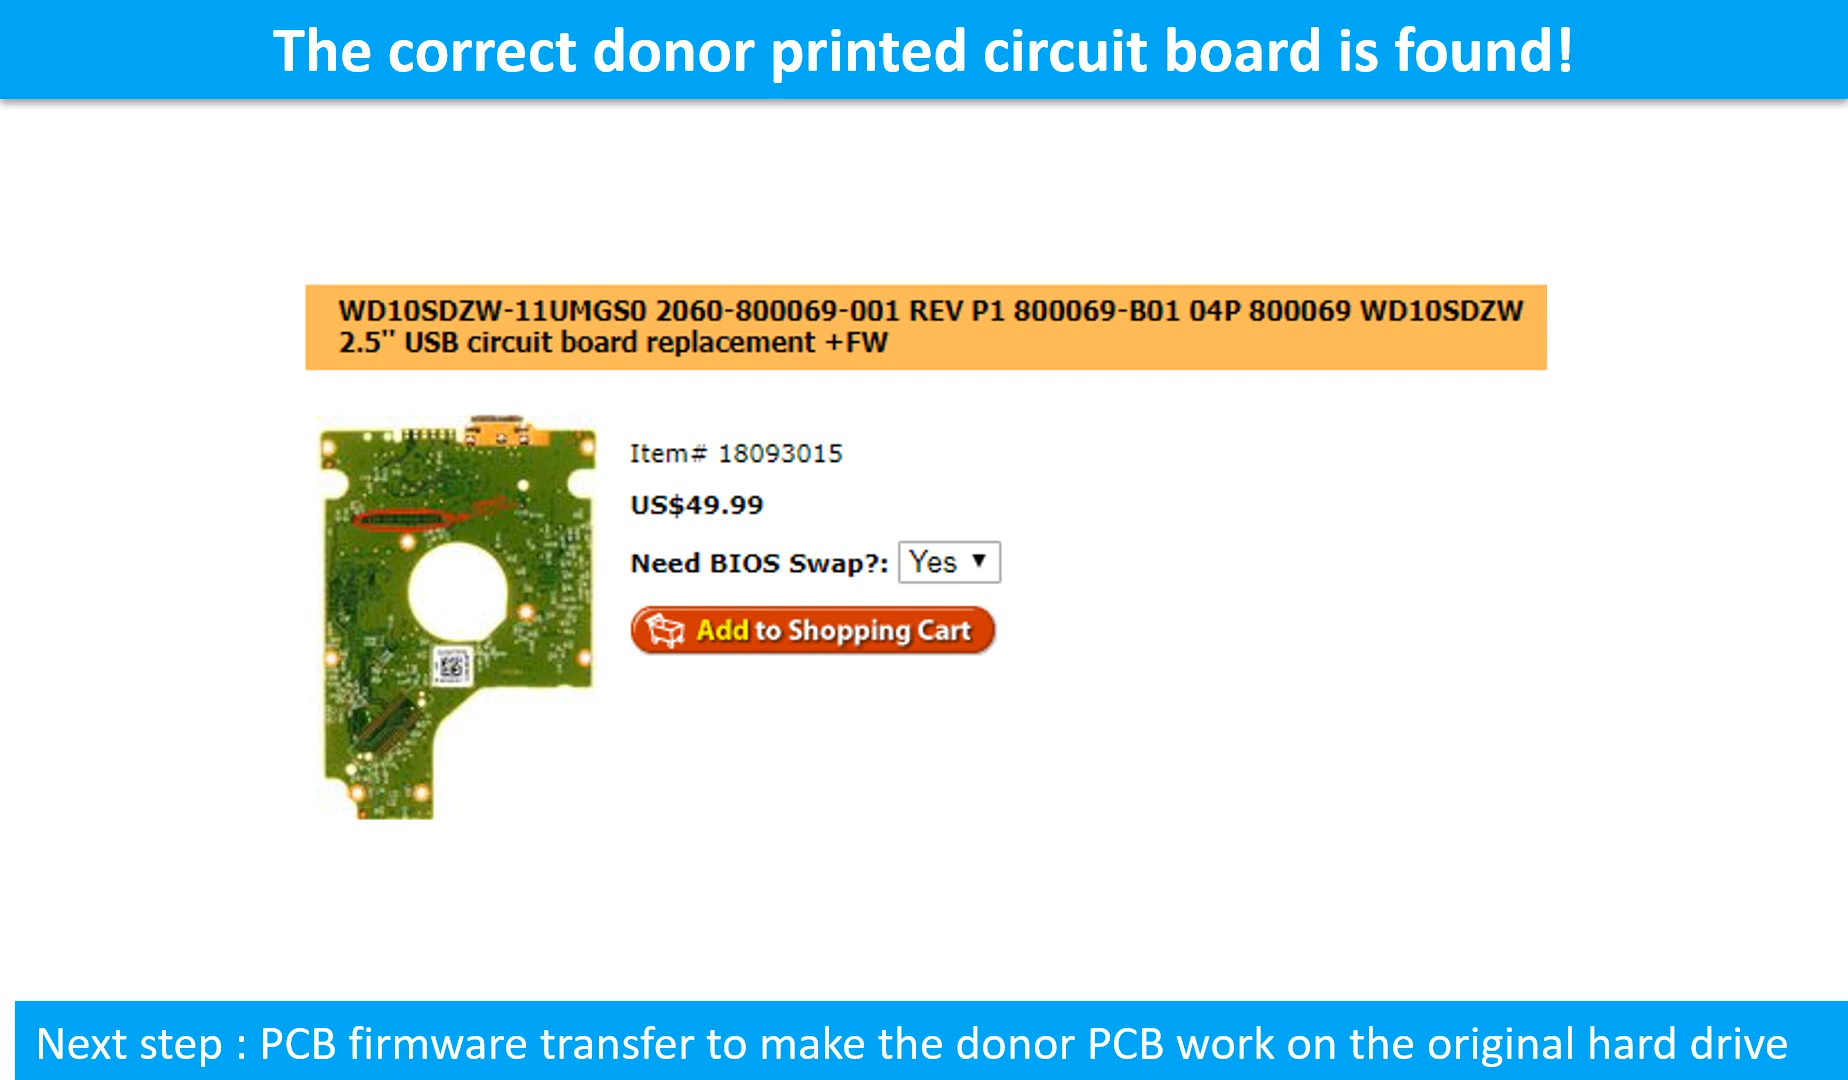 The correct donor printed circuit board is found!
WD10SDZW-11UMGS0 2060-800069-001 REV P1 800069-B01 04P 800069 WD10SDZW
2.5" USB circuit board replacement +FW
Item# 18093015
US$49.99
Need BIOS Swap?: Yes
Add to Shopping Cart
Next step : PCB firmware transfer to make the donor PCB work on the original hard drive